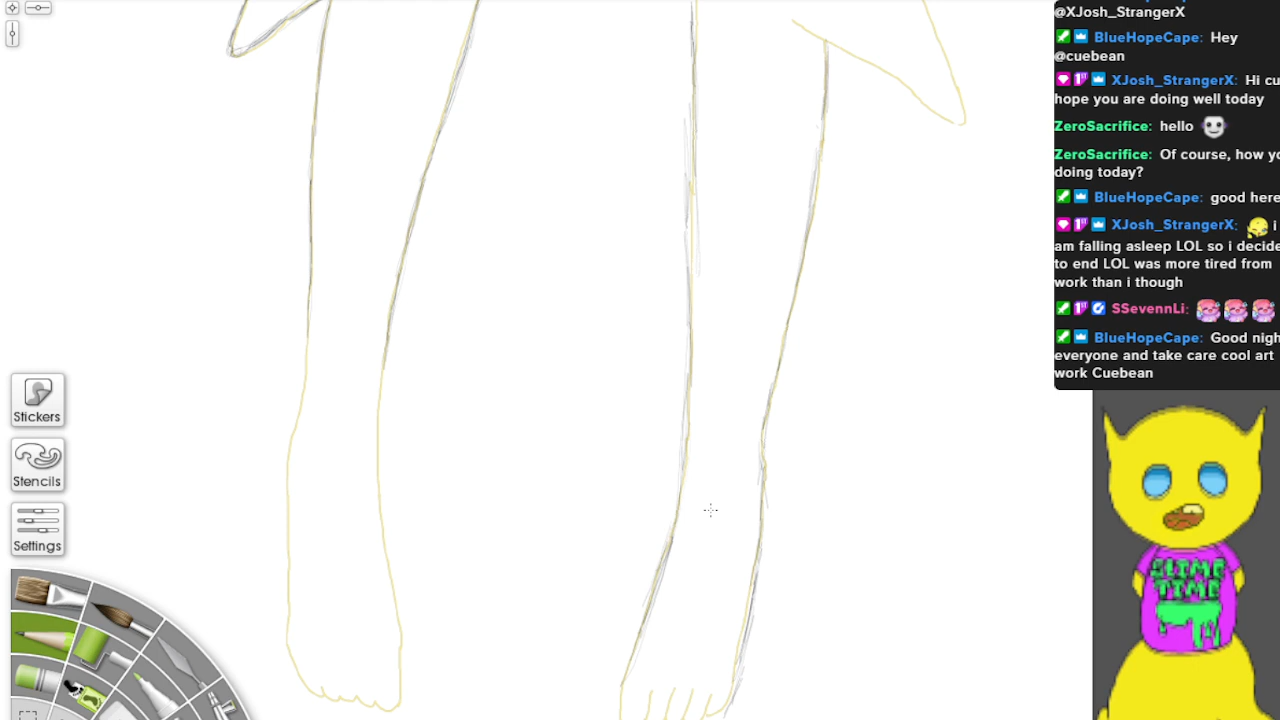 @XJosh_StrangerX
BlueHopeCape: Hey
@cuebean
XJosh_StrangerX: Hi cu
hope you are doing well today
ZeroSacrifice: hello
ZeroSacrifice: Of course, how yo
doing today?
BlueHopeCape: good here
XJosh_StrangerX: i
am falling asleep LOL so i decide
to end LOL was more tired from
work than i though
SSevennLi:
BlueHopeCape: Good nigh
everyone and take care cool art
work Cuebean
Stickers
Stencils
Settings
SLIME
TIME